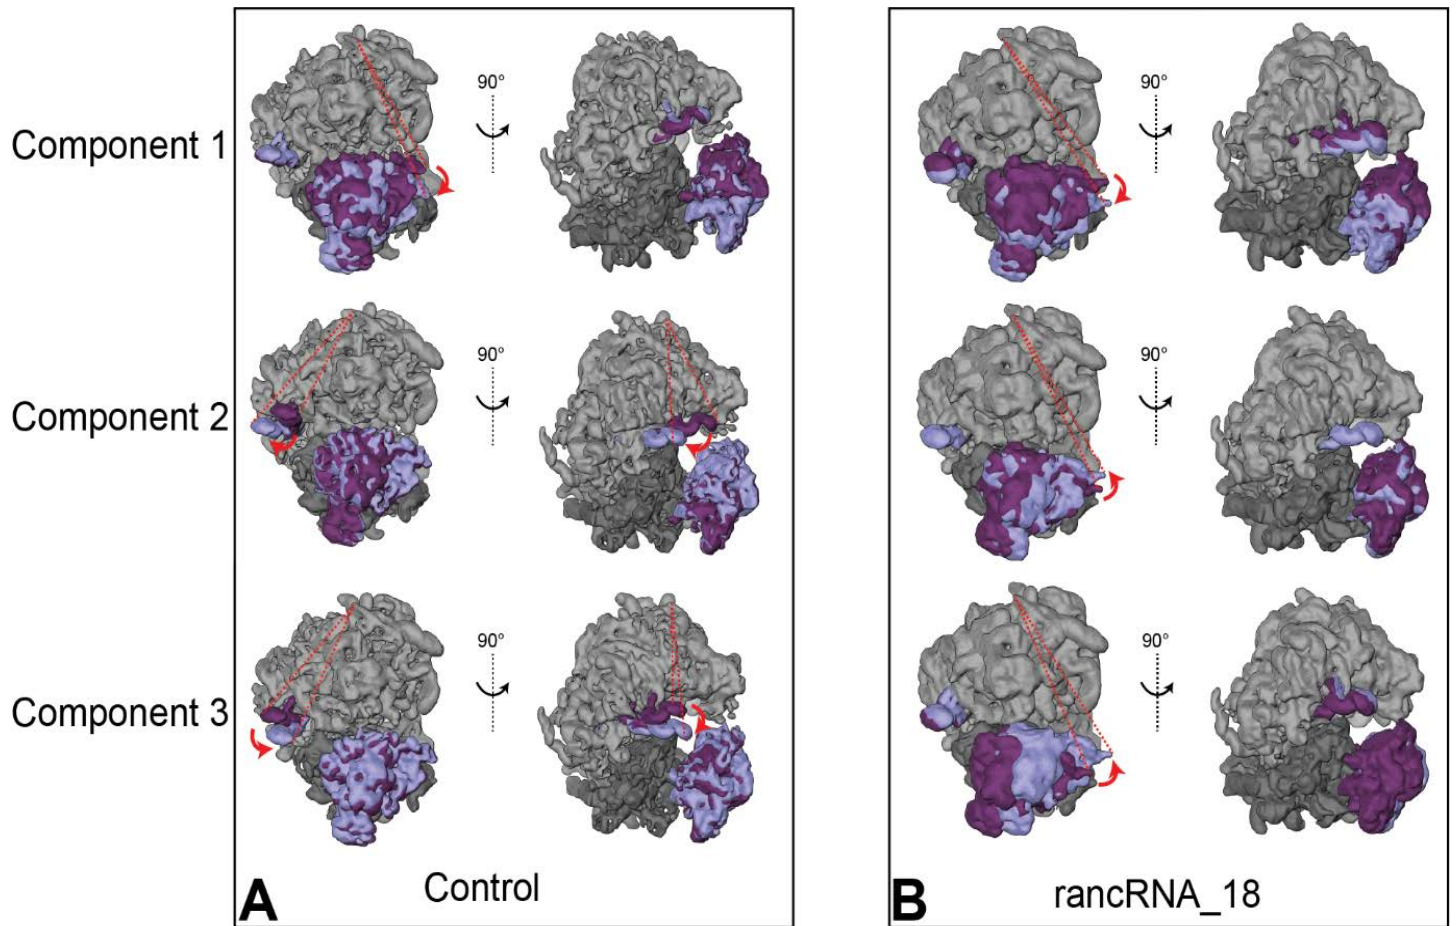 Component 1
90°
90°
Component 2
90°
90°
Component 3
90°
90°
A
Control
B
rancRNA_18